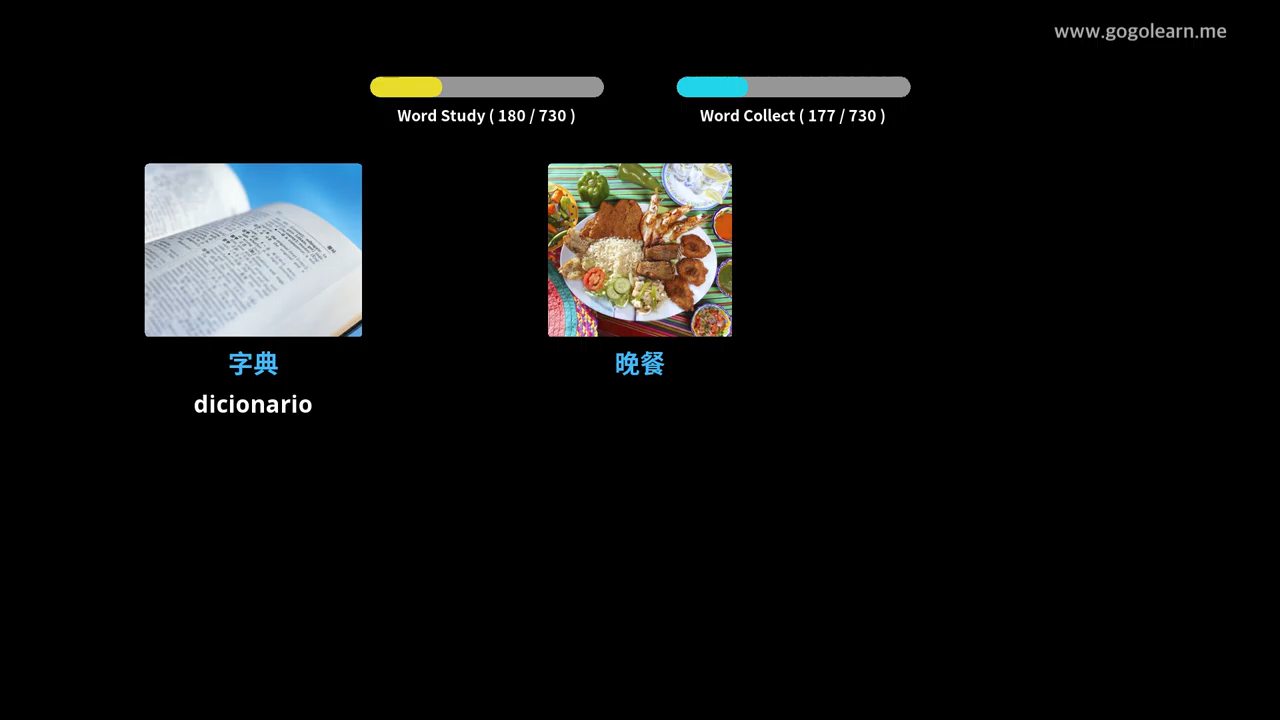 www.gogolearn.me
Word Study ( 180 / 730 )
Word Collect ( 177 / 730 )
字典
晚餐
dicionario